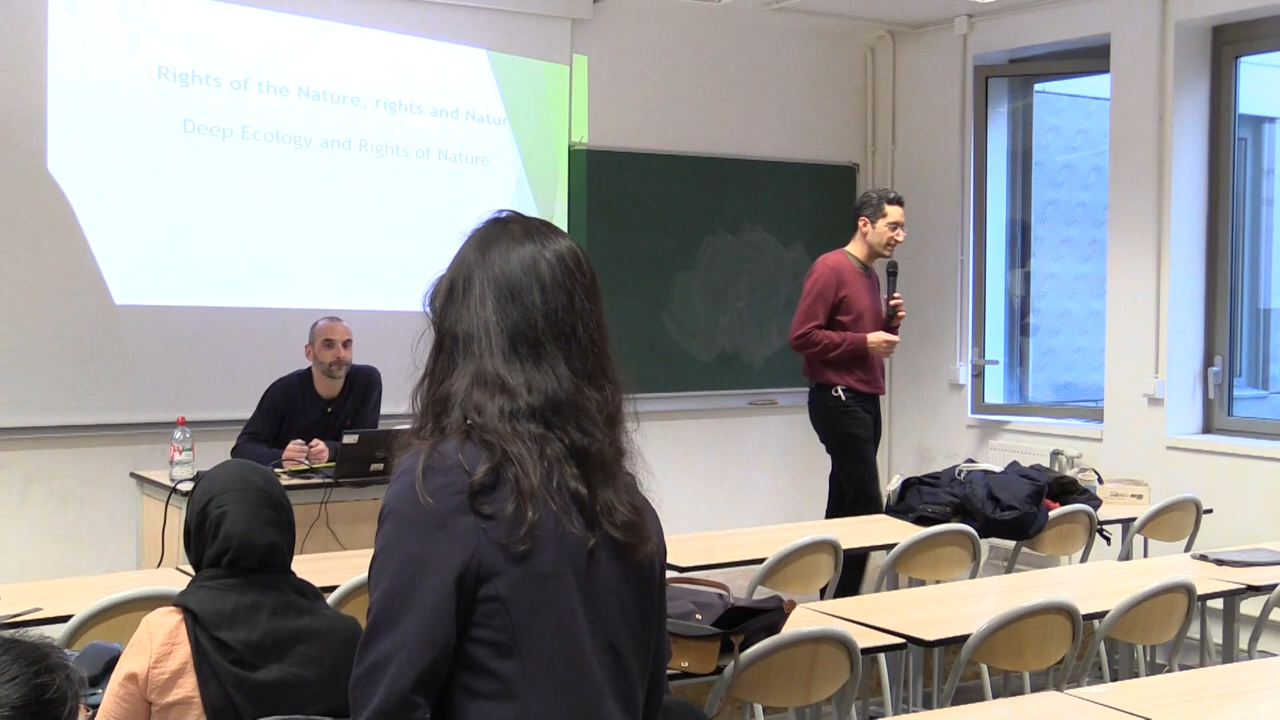 Rights of the Nature, rights and Natur
Deep Ecology and Rights of Nature